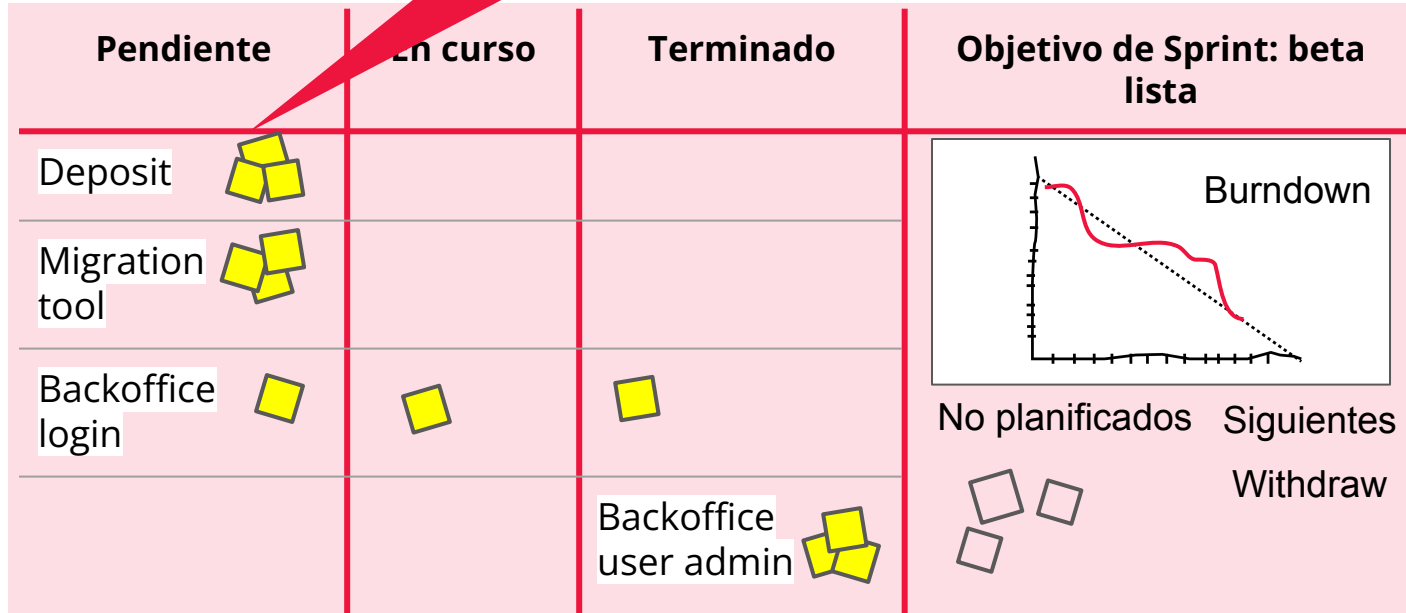 Pendiente
En curso
Terminado
Objetivo de Sprint: beta
lista
Deposit
Burndown
Migration
tool
Backoffice
login
No planificados
Siguientes
Withdraw
Backoffice
user admin